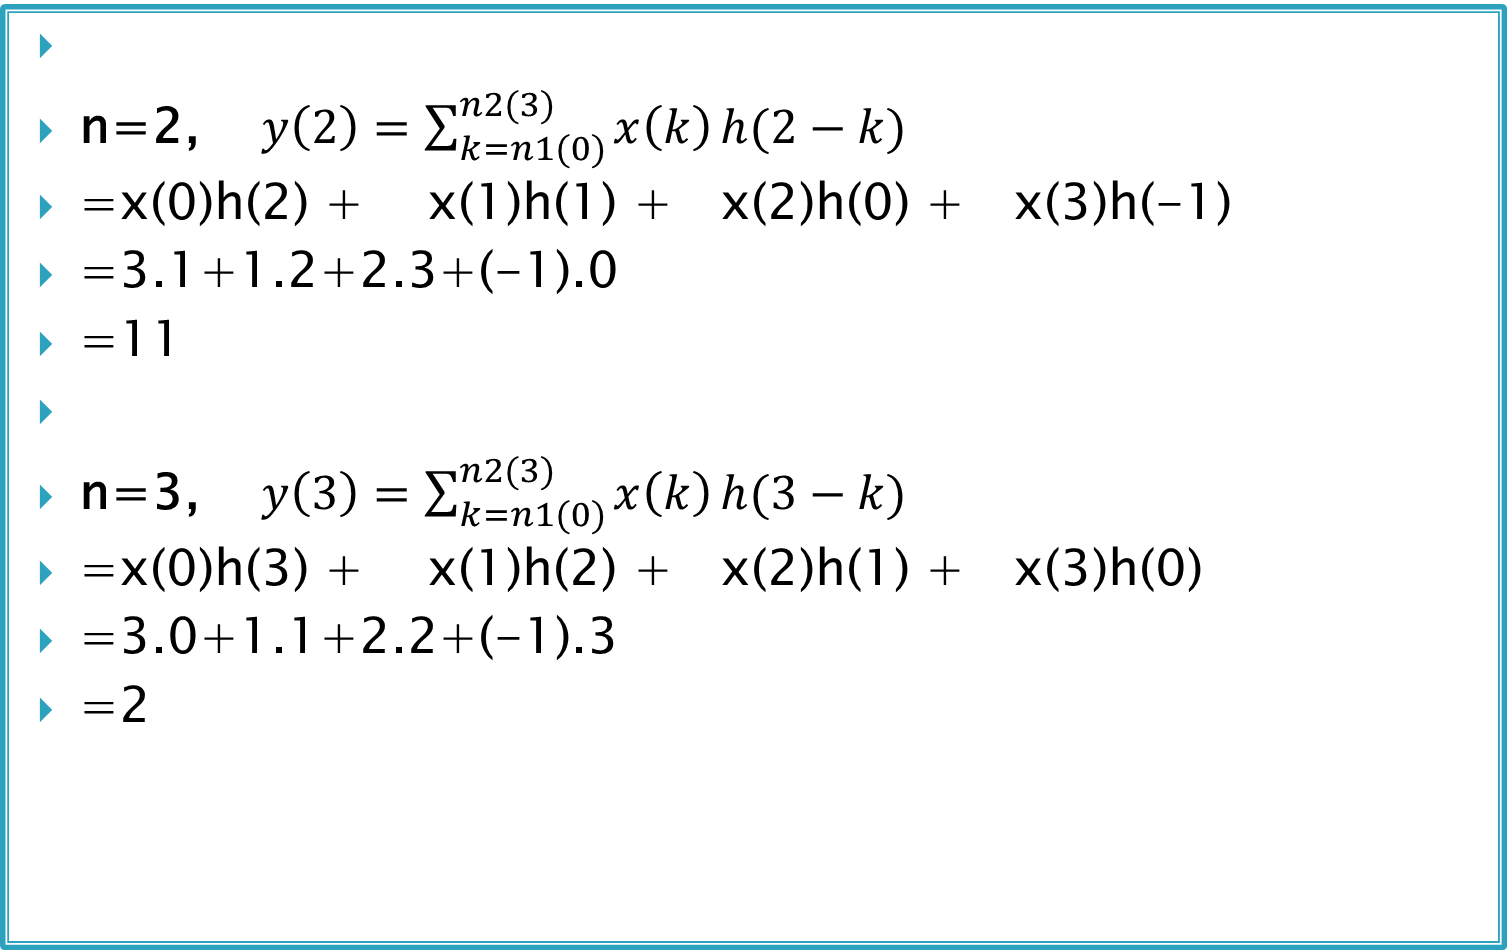 n=2, y(2) = ∑_{k=n1(0)}^{n2(3)} x(k) h(2 − k)
=x(0)h(2) + x(1)h(1) + x(2)h(0) + x(3)h(-1)
=3.1+1.2+2.3+(-1).0
=11
n=3, y(3) = ∑_{k=n1(0)}^{n2(3)} x(k) h(3 − k)
=x(0)h(3) + x(1)h(2) + x(2)h(1) + x(3)h(0)
=3.0+1.1+2.2+(-1).3
=2